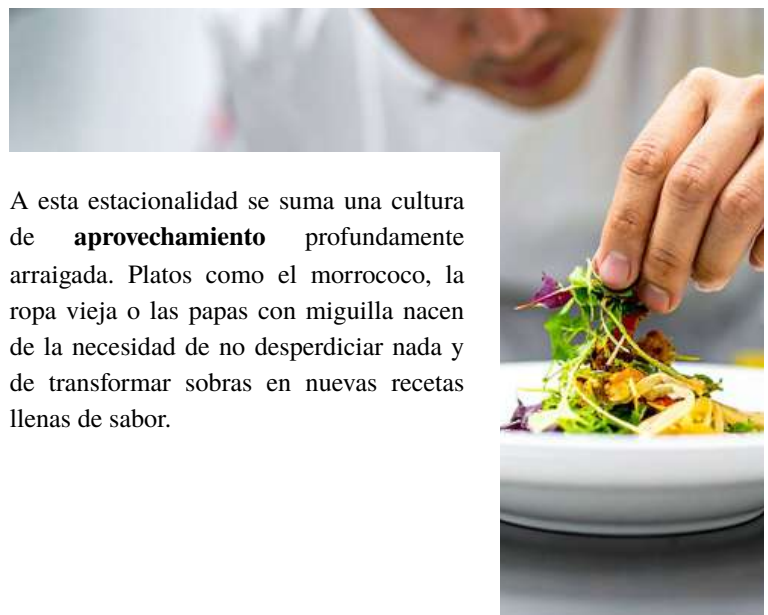 A esta estacionalidad se suma una cultura
de aprovechamiento profundamente
arraigada. Platos como el morrococo, la
ropa vieja o las papas con miguilla nacen
de la necesidad de no desperdiciar nada y
de transformar sobras en nuevas recetas
llenas de sabor.